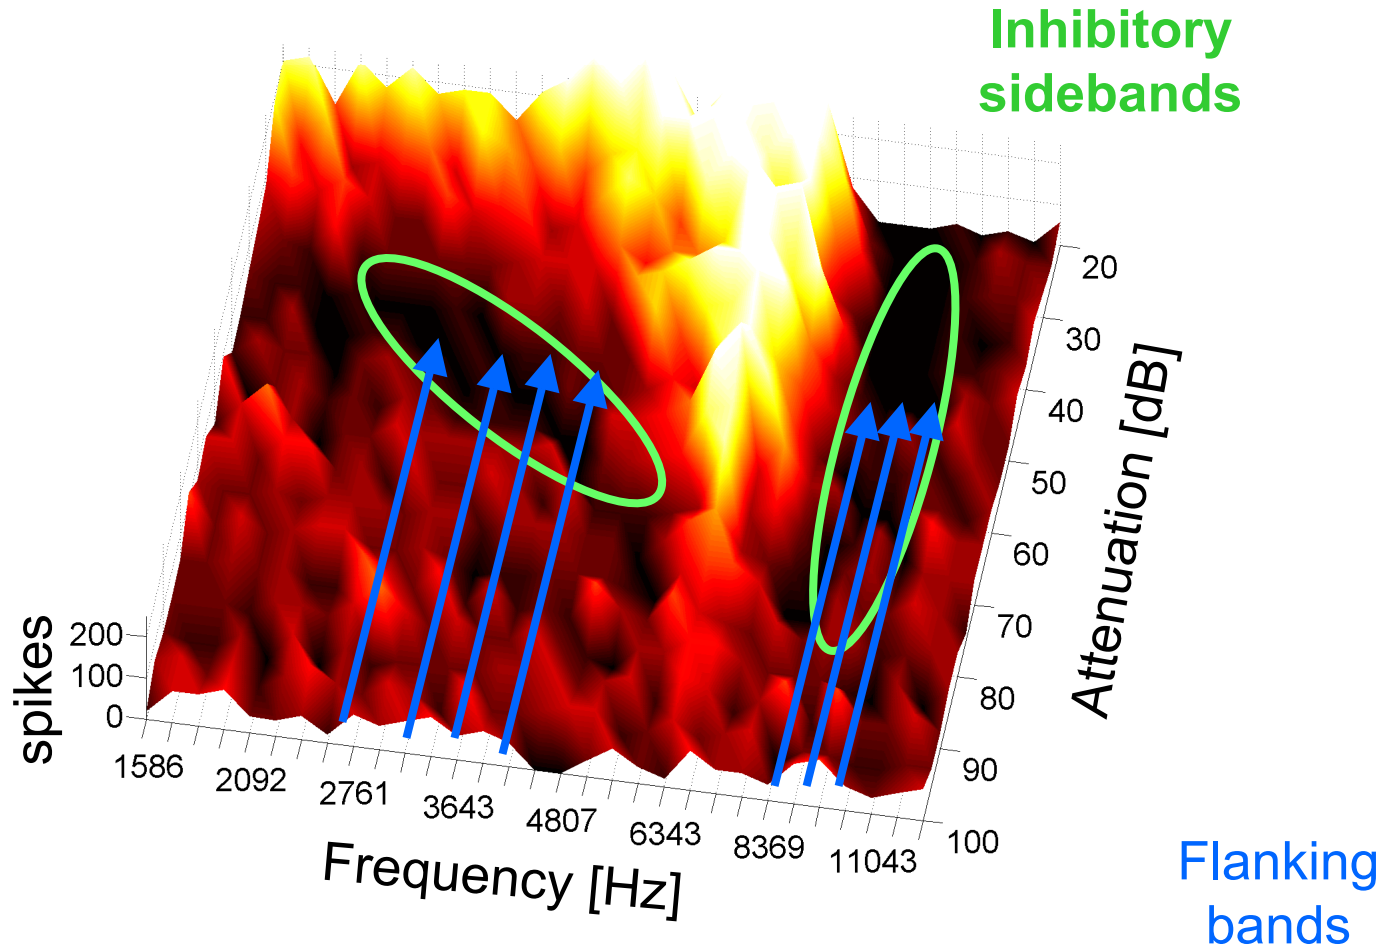 Inhibitory
sidebands
20
30
40
50
60
70
80
90
100
Attenuation [dB]
spikes
200
100
0
1586
2092
2761
3643
4807
6343
8369
11043
Frequency [Hz]
Flanking
bands